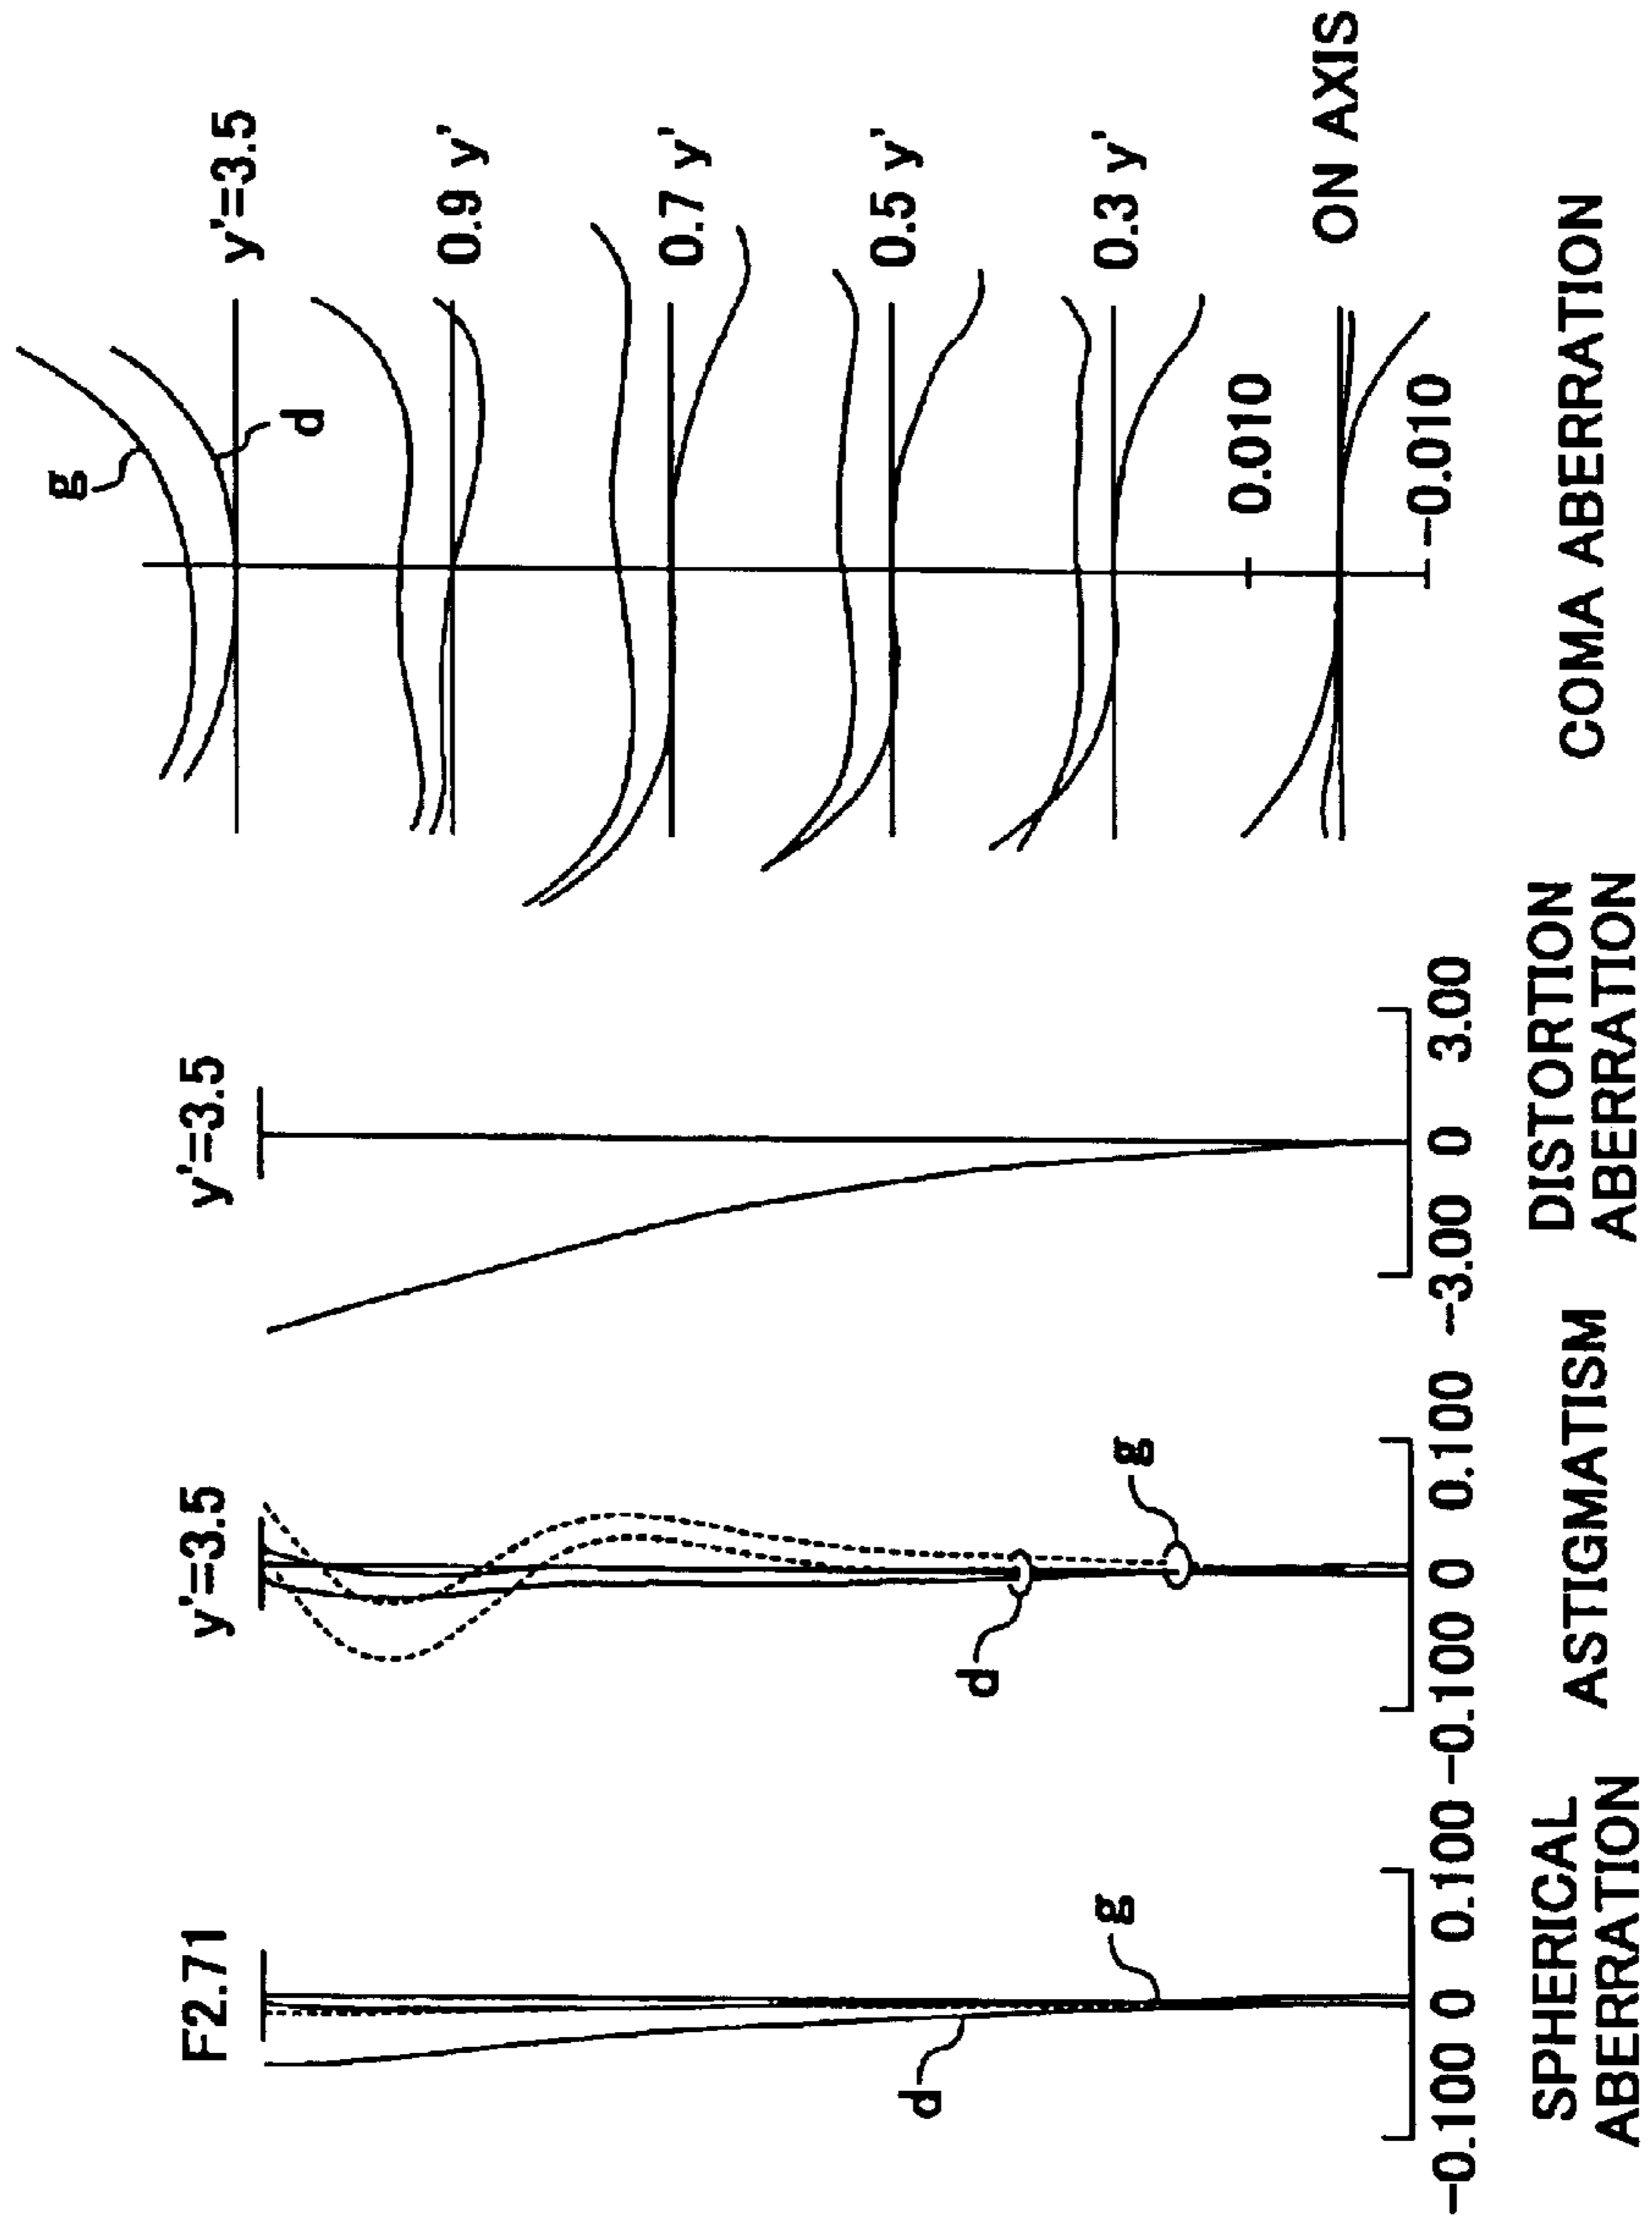 F2.71
d
g
-0.100 0 0.100
SPHERICAL
ABERRATION
y'=3.5
d
g
-0.100 0 0.100
ASTIGMATISM
y'=3.5
-3.00 0 3.00
DISTORTION
ABERRATION
g
d
y'=3.5
0.9 y'
0.7 y'
0.5 y'
0.3 y'
0.010
ON AXIS
-0.010
COMA ABERRATION